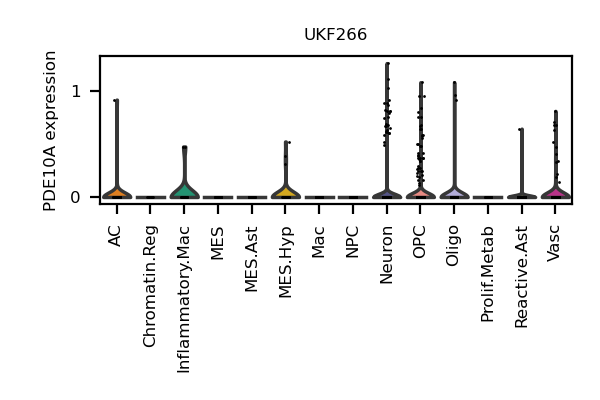 UKF266
PDE10A expression
1
0
AC
Chromatin.Reg
Inflammatory.Mac
MES
MES.Ast
MES.Hyp
Mac
NPC
Neuron
OPC
Oligo
Prolif.Metab
Reactive.Ast
Vasc